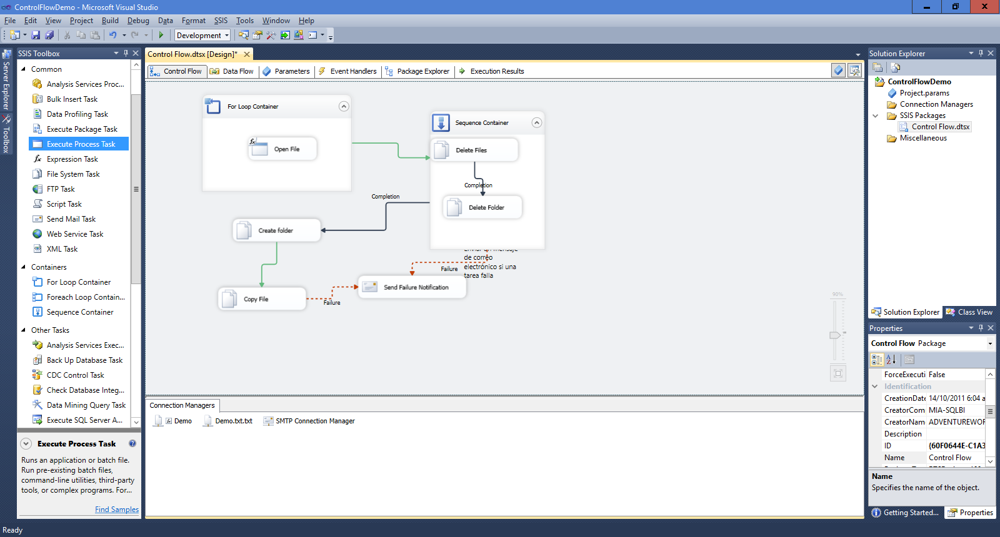 ControlFlowDemo - Microsoft Visual Studio
File Edit View Project Build Debug Data Format SSIS Tools Window Help
Development
Server Explorer
Toolbox
SSIS Toolbox
Common
Analysis Services Proc...
Bulk Insert Task
Data Profiling Task
Execute Package Task
Execute Process Task
Expression Task
File System Task
FTP Task
Script Task
Send Mail Task
Web Service Task
XML Task
Containers
For Loop Container
Foreach Loop Contain...
Sequence Container
Other Tasks
Analysis Services Exec...
Back Up Database Task
CDC Control Task
Check Database Integ...
Data Mining Query Task
Execute SQL Server A...
Execute Process Task
Runs an application or batch file.
Run pre-existing batch files,
command-line utilities, third-party
tools, or complex programs. For...
Find Samples
Control Flow.dtsx [Design]*
Control Flow Data Flow Parameters Event Handlers Package Explorer Execution Results
For Loop Container
fx
Open File
Sequence Container
Delete Files
Completion
Delete Folder
Completion
Create folder
Enviar un mensaje
de correo
electrónico si una
tarea falla
Failure
Send Failure Notification
Copy File
Failure
90%
Connection Managers
Demo Demo.txt.txt SMTP Connection Manager
Solution Explorer
ControlFlowDemo
Project.params
Connection Managers
SSIS Packages
Control Flow.dtsx
Miscellaneous
Solution Explorer Class View
Properties
Control Flow Package
ForceExecuti False
Identification
CreationDate 14/10/2011 6:04 a
CreatorCom MIA-SQLBI
CreatorNam ADVENTUREWOR
Description
ID {60F0644E-C1A3
Name Control Flow
Name
Specifies the name of the object.
Getting Started... Properties
Ready